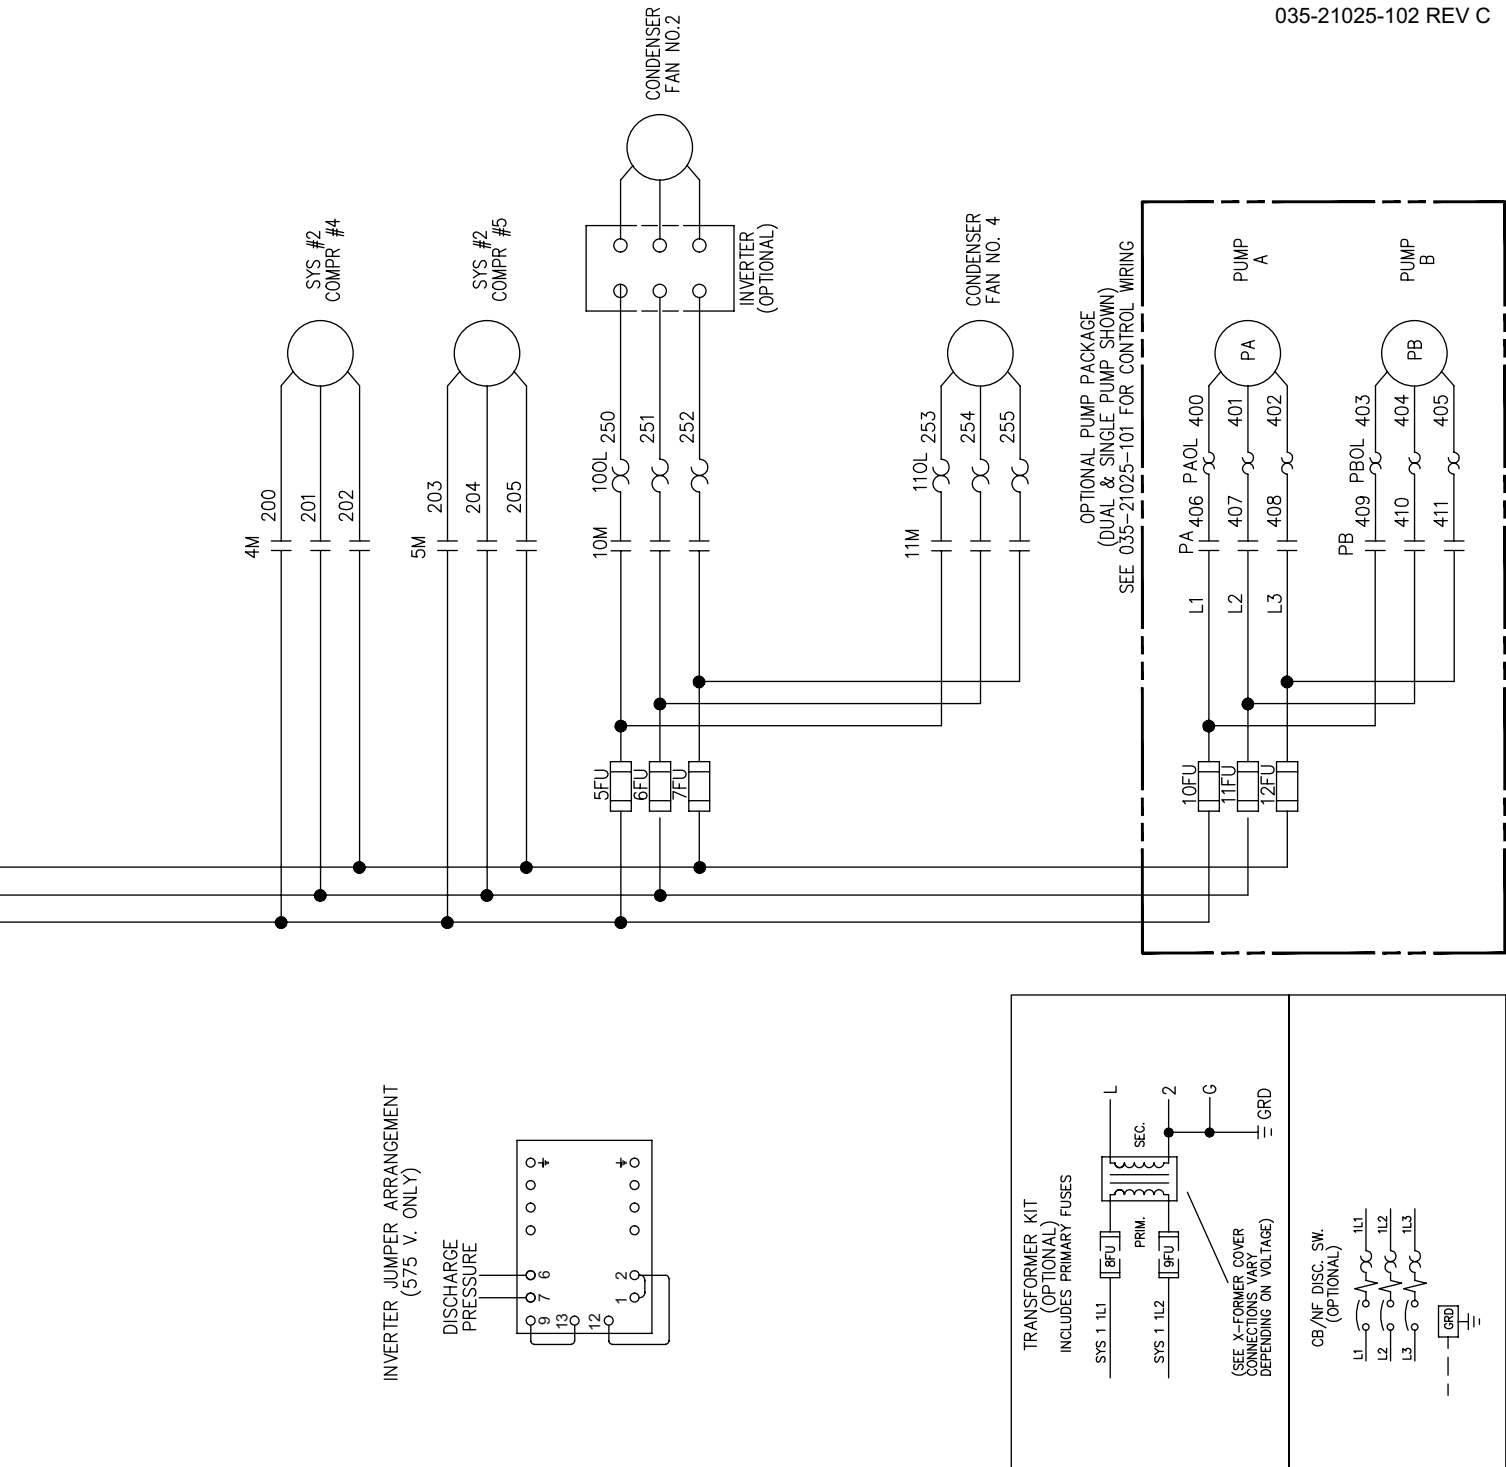 035-21025-102 REV C
CONDENSER
FAN NO.2
SYS #2
COMPR #4
SYS #2
COMPR #5
INVERTER
(OPTIONAL)
CONDENSER
FAN NO. 4
OPTIONAL PUMP PACKAGE
(DUAL & SINGLE PUMP SHOWN)
SEE 035-21025-101 FOR CONTROL WIRING
PUMP
A
PUMP
B
PA
PB
4M
200
201
202
5M
203
204
205
10M
10OL
250
251
252
11M
11OL
253
254
255
PA
406
PAOL
400
407
401
408
402
PB
409
PBOL
403
410
404
411
405
L1
L2
L3
5FU
6FU
7FU
10FU
11FU
12FU
INVERTER JUMPER ARRANGEMENT
(575 V. ONLY)
DISCHARGE
PRESSURE
6
7
9
13
12
2
1
TRANSFORMER KIT
(OPTIONAL)
INCLUDES PRIMARY FUSES
SYS 1 1L1
8FU
PRIM.
SEC.
L
SYS 1 1L2
9FU
2
G
GRD
(SEE X-FORMER COVER
CONNECTIONS VARY
DEPENDING ON VOLTAGE)
CB/NF DISC. SW.
(OPTIONAL)
L1
1L1
L2
1L2
L3
1L3
GRD